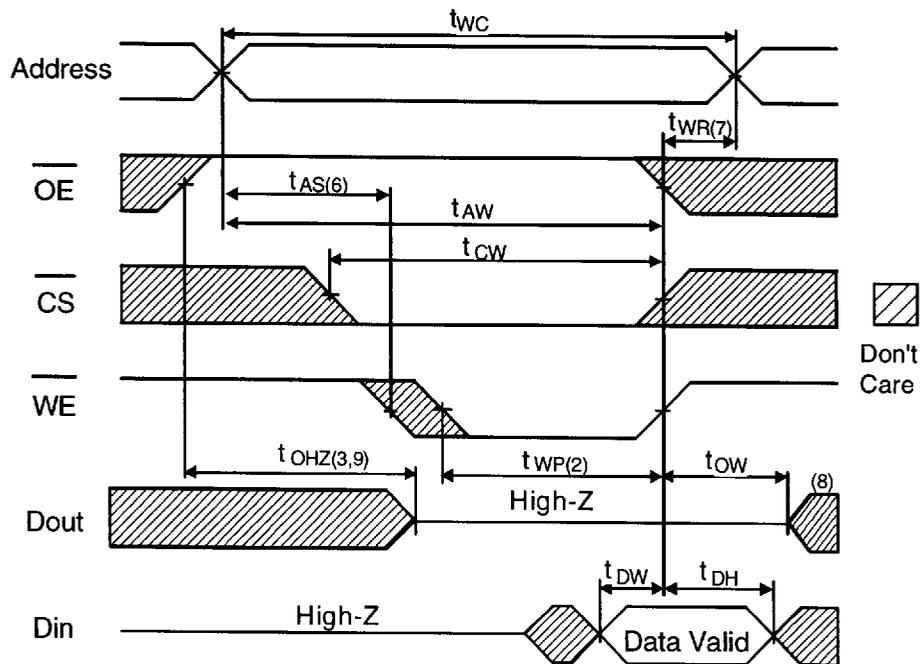 tWC
Address
tWR(7)
OE
tAS(6)
tAW
tCW
CS
Don't
Care
WE
tOHZ(3,9)
tWP(2)
tOW
(8)
High-Z
Dout
tDW
tDH
High-Z
Din
Data Valid